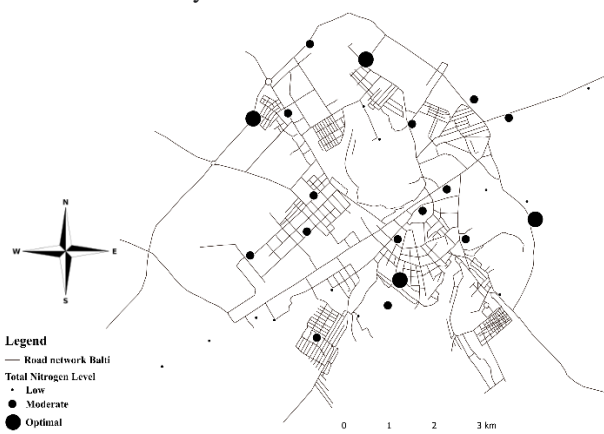 N
W E
S
Legend
Road network Balti
Total Nitrogen Level
Low
Moderate
Optimal
0 1 2 3 km